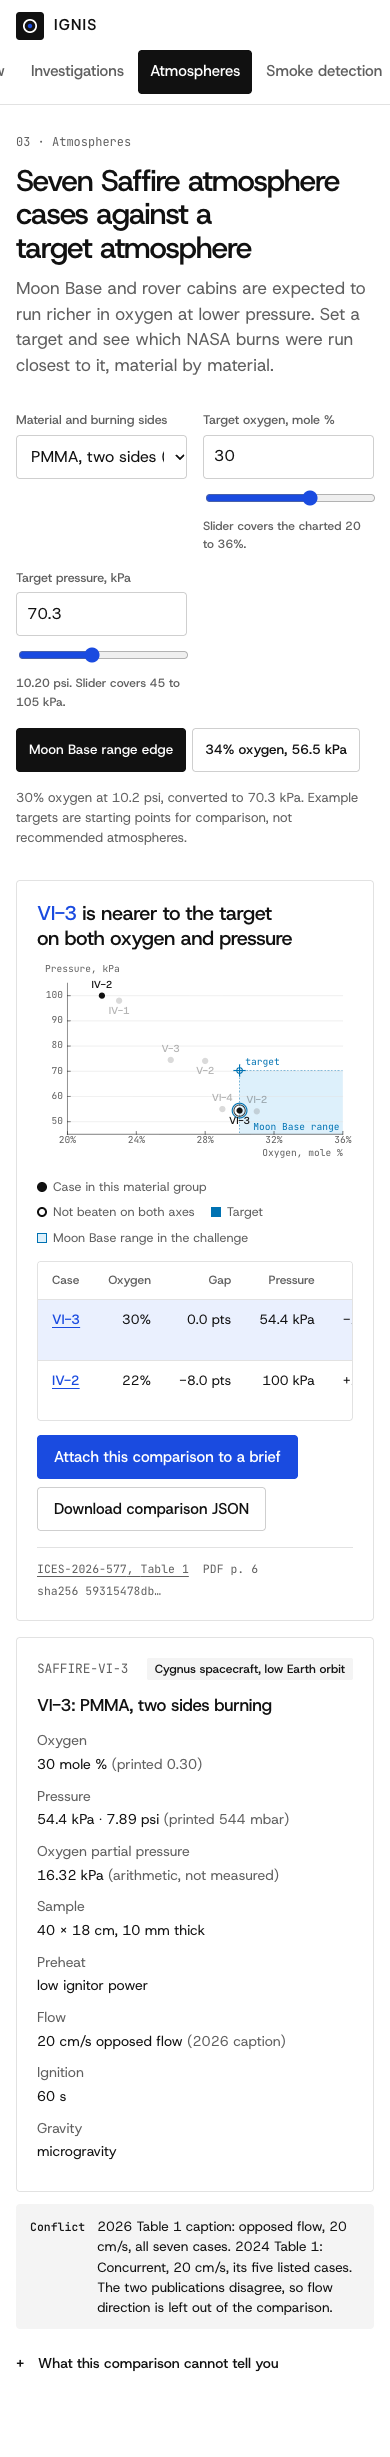 IGNIS
Investigations
Atmospheres
Smoke detection
03 · Atmospheres
Seven Saffire atmosphere
cases against a
target atmosphere
Moon Base and rover cabins are expected to
run richer in oxygen at lower pressure. Set a
target and see which NASA burns were run
closest to it, material by material.
Material and burning sides
PMMA, two sides (
Target oxygen, mole %
30
Slider covers the charted 20
to 36%.
Target pressure, kPa
70.3
10.20 psi. Slider covers 45 to
105 kPa.
Moon Base range edge
34% oxygen, 56.5 kPa
30% oxygen at 10.2 psi, converted to 70.3 kPa. Example
targets are starting points for comparison, not
recommended atmospheres.
VI-3 is nearer to the target
on both oxygen and pressure
Pressure, kPa
IV-2
100
IV-1
90
80
V-3
V-2
target
70
60
VI-4
VI-2
VI-3
50
Moon Base range
20%
24%
28%
32%
36%
Oxygen, mole %
Case in this material group
Not beaten on both axes
Target
Moon Base range in the challenge
Case Oxygen Gap Pressure
VI-3 30% 0.0 pts 54.4 kPa −
IV-2 22% −8.0 pts 100 kPa +
Attach this comparison to a brief
Download comparison JSON
ICES-2026-577, Table 1 PDF p. 6
sha256 59315478db…
SAFFIRE-VI-3
Cygnus spacecraft, low Earth orbit
VI-3: PMMA, two sides burning
Oxygen
30 mole % (printed 0.30)
Pressure
54.4 kPa · 7.89 psi (printed 544 mbar)
Oxygen partial pressure
16.32 kPa (arithmetic, not measured)
Sample
40 × 18 cm, 10 mm thick
Preheat
low ignitor power
Flow
20 cm/s opposed flow (2026 caption)
Ignition
60 s
Gravity
microgravity
Conflict
2026 Table 1 caption: opposed flow, 20
cm/s, all seven cases. 2024 Table 1:
Concurrent, 20 cm/s, its five listed cases.
The two publications disagree, so flow
direction is left out of the comparison.
+ What this comparison cannot tell you